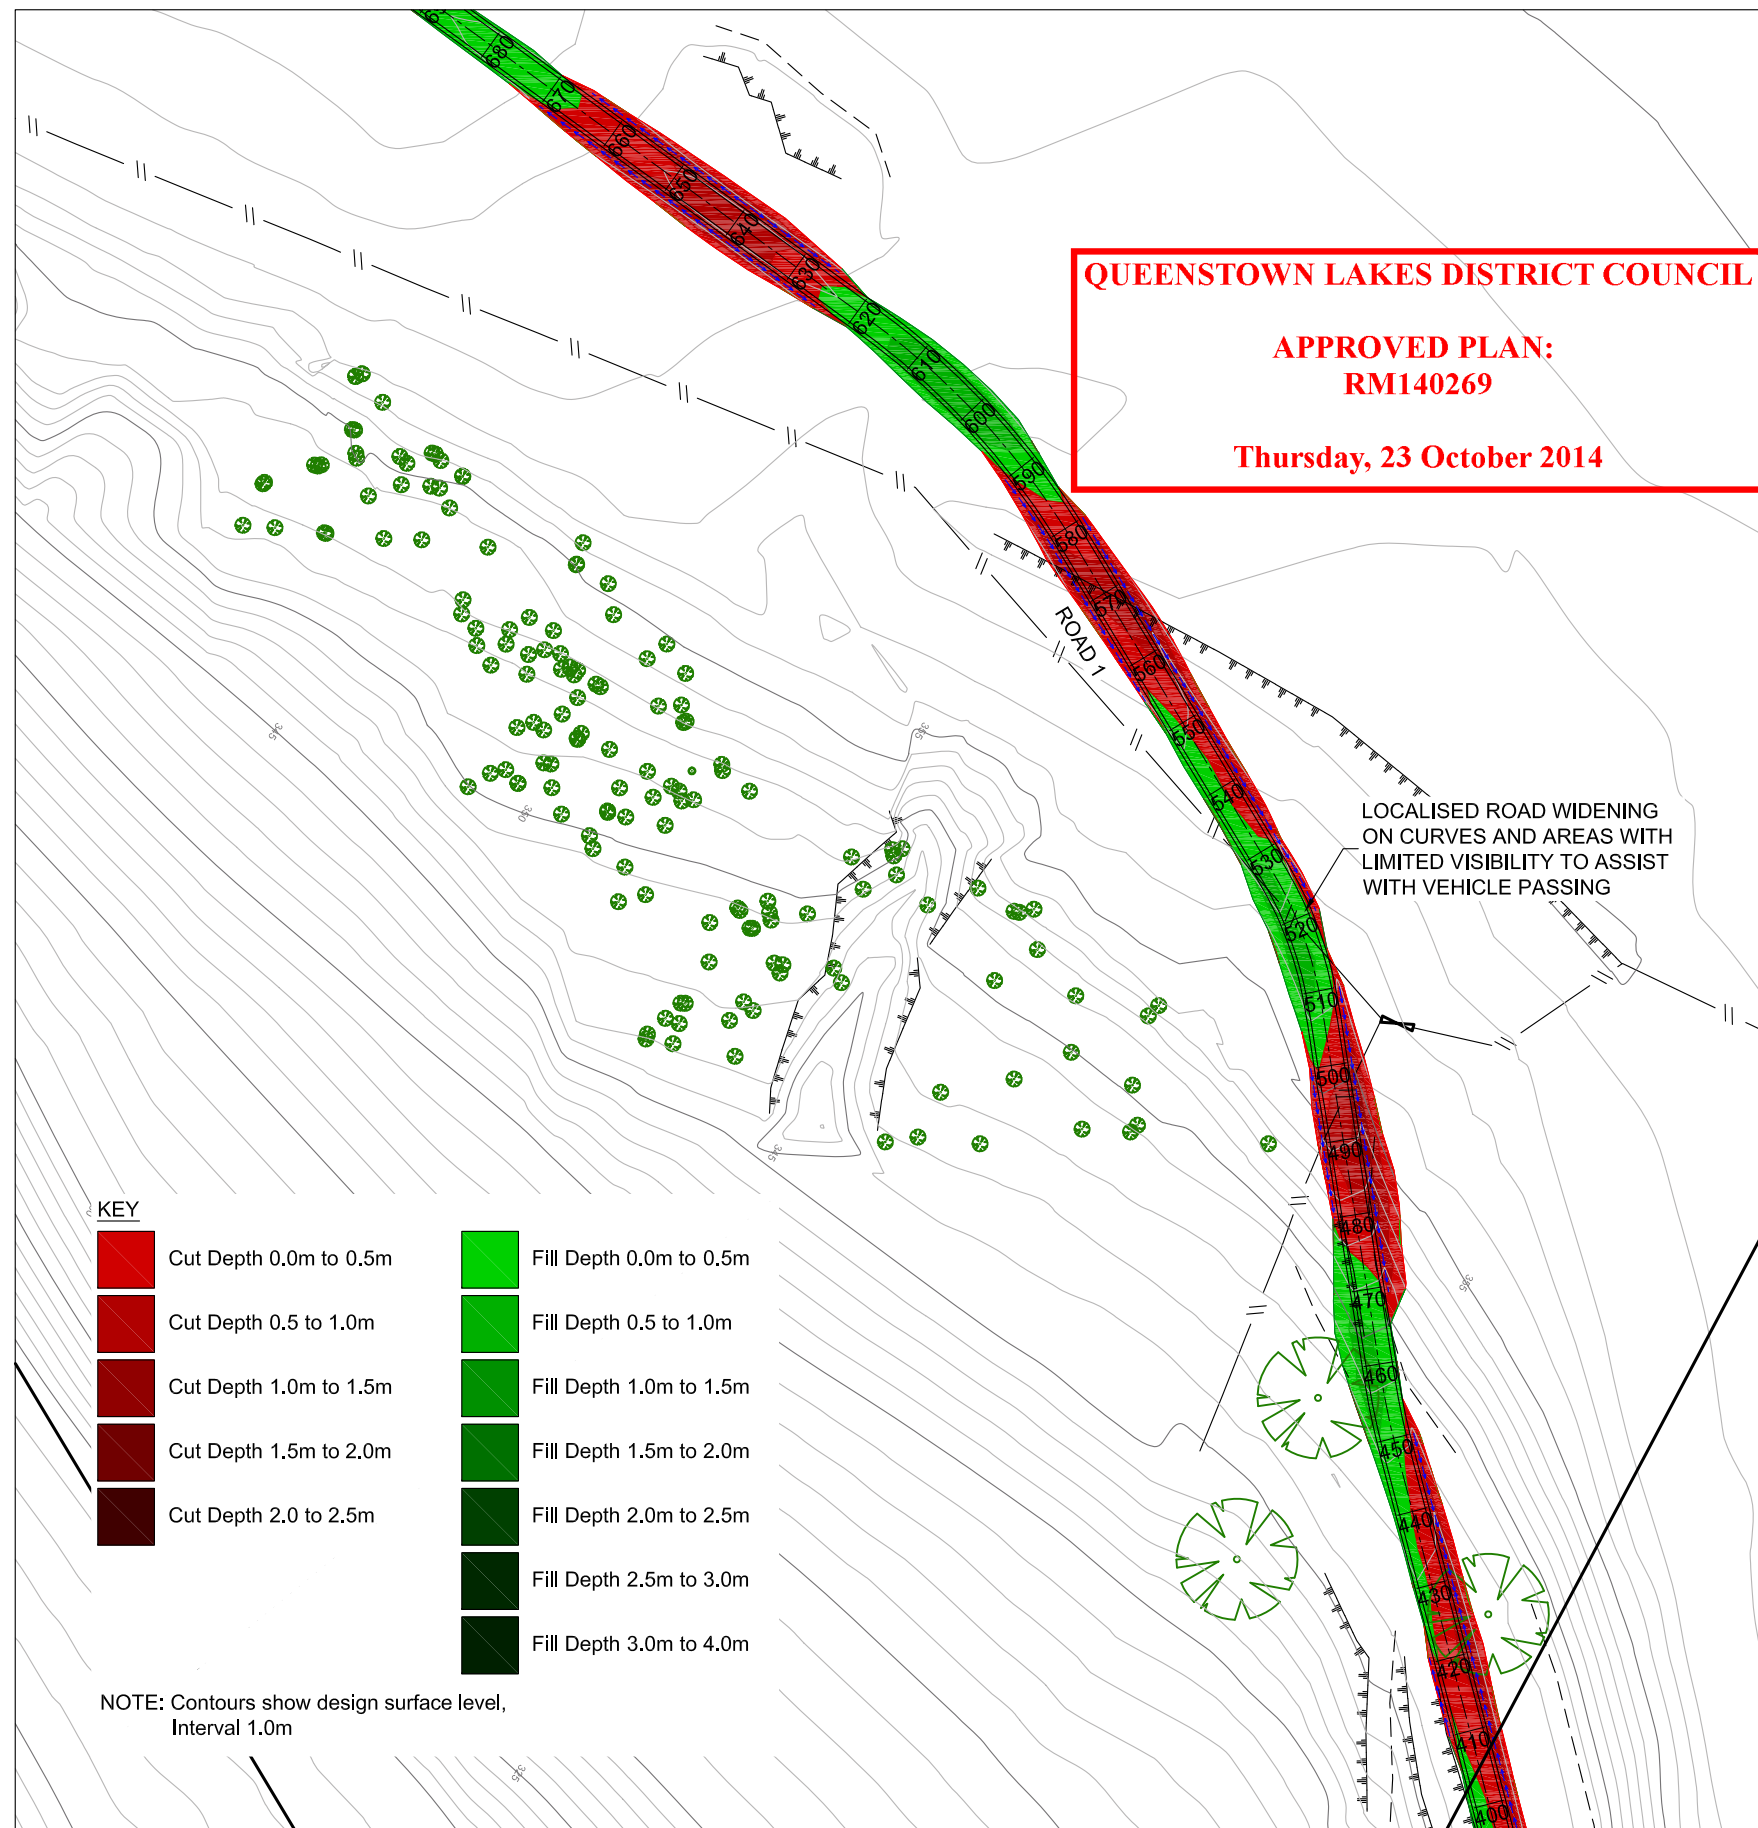 680
670
660
650
640
630
620
610
600
590
580
570
560
550
540
530
520
510
500
490
480
470
460
450
440
430
420
410
400
QUEENSTOWN LAKES DISTRICT COUNCIL
APPROVED PLAN:
RM140269
Thursday, 23 October 2014
ROAD 1
LOCALISED ROAD WIDENING
ON CURVES AND AREAS WITH
LIMITED VISIBILITY TO ASSIST
WITH VEHICLE PASSING
345
350
355
345
385
325
KEY
Cut Depth 0.0m to 0.5m
Cut Depth 0.5 to 1.0m
Cut Depth 1.0m to 1.5m
Cut Depth 1.5m to 2.0m
Cut Depth 2.0 to 2.5m
Fill Depth 0.0m to 0.5m
Fill Depth 0.5 to 1.0m
Fill Depth 1.0m to 1.5m
Fill Depth 1.5m to 2.0m
Fill Depth 2.0m to 2.5m
Fill Depth 2.5m to 3.0m
Fill Depth 3.0m to 4.0m
NOTE: Contours show design surface level,
Interval 1.0m